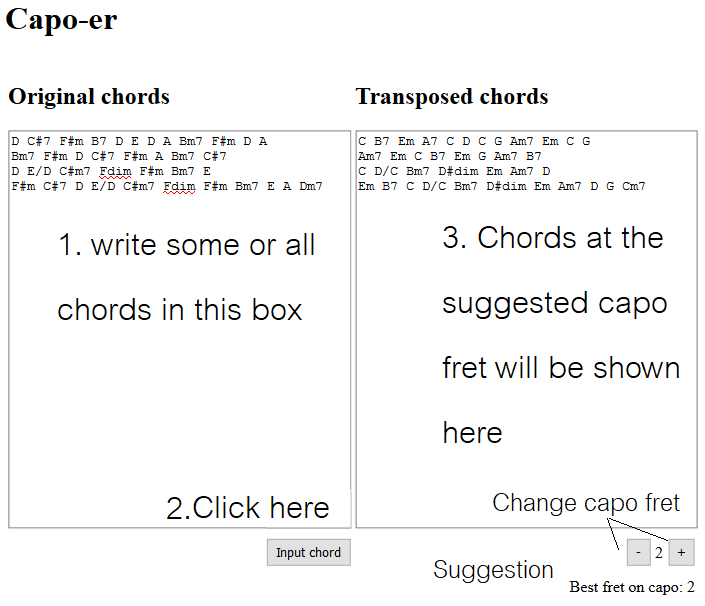 Capo-er
Original chords
D C#7 F#m B7 D E D A Bm7 F#m D A
Bm7 F#m D C#7 F#m A Bm7 C#7
D E/D C#m7 Fdim F#m Bm7 E
F#m C#7 D E/D C#m7 Fdim F#m Bm7 E A Dm7
1. write some or all
chords in this box
2.Click here
Input chord
Transposed chords
C B7 Em A7 C D C G Am7 Em C G
Am7 Em C B7 Em G Am7 B7
C D/C Bm7 D#dim Em Am7 D
Em B7 C D/C Bm7 D#dim Em Am7 D G Cm7
3. Chords at the
suggested capo
fret will be shown
here
Change capo fret
- 2 +
Suggestion
Best fret on capo: 2